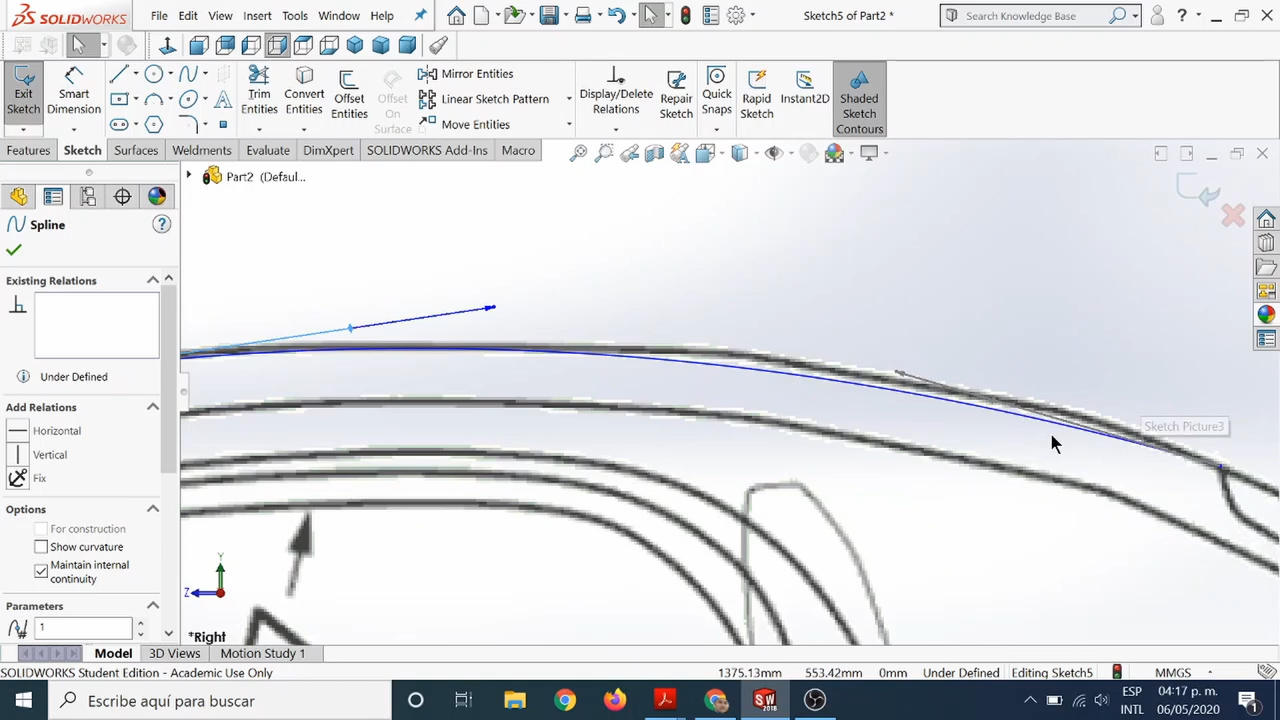 SOLIDWORKS File Edit View Insert Tools Window Help Sketch5 of Part2 * Search Knowledge Base ?
Exit Sketch Smart Dimension Trim Entities Convert Entities Offset Entities Offset On Surface Mirror Entities Linear Sketch Pattern Move Entities Display/Delete Relations Repair Sketch Quick Snaps Rapid Sketch Instant2D Shaded Sketch Contours
Features Sketch Surfaces Weldments Evaluate DimXpert SOLIDWORKS Add-Ins Macro
Part2 (Defaul...
Spline ?
Existing Relations
Under Defined
Add Relations
Horizontal
Vertical
Fix
Options
For construction
Show curvature
Maintain internal
continuity
Parameters
1
Sketch Picture3
Y
Z
*Right
Model 3D Views Motion Study 1
SOLIDWORKS Student Edition - Academic Use Only 1375.13mm 553.42mm 0mm Under Defined Editing Sketch5 MMGS
Escribe aquí para buscar SW 2018 ESP INTL 04:17 p. m. 06/05/2020 1